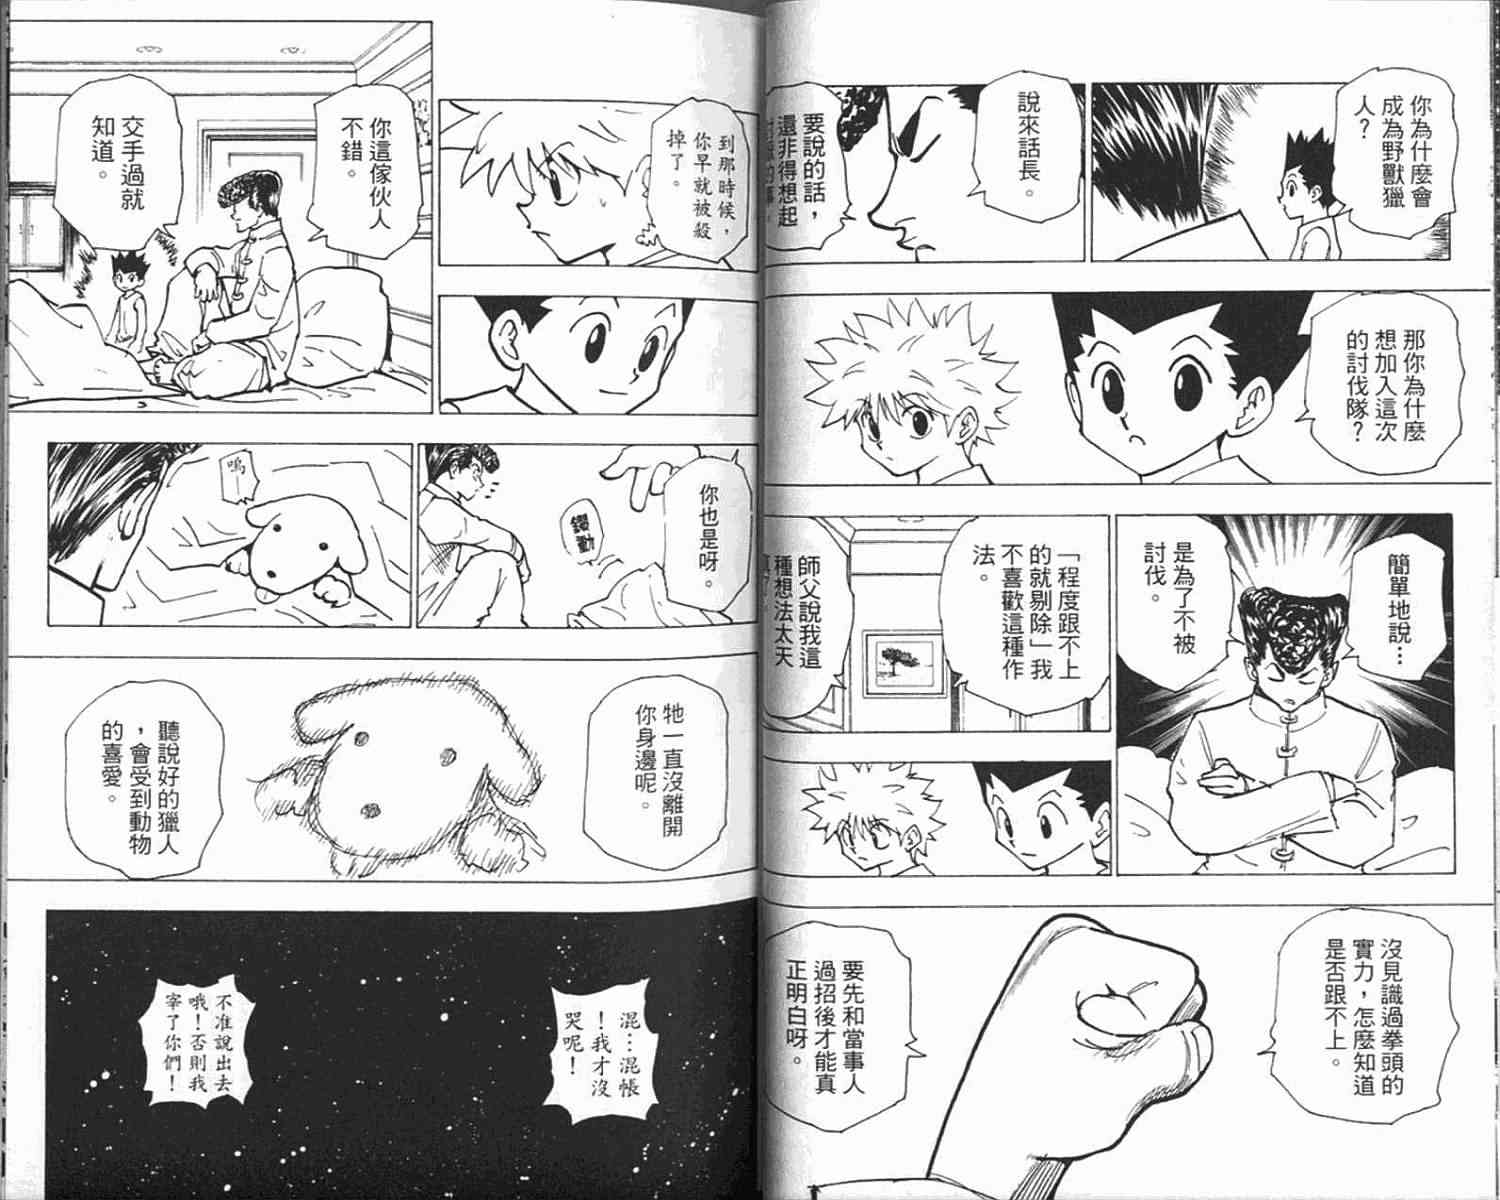 你為什麼會
成為野獸獵
人？
說來話長。
要說的話，
還非得想起
那你為什麼
想加入這次
的討伐隊？
簡單地說…
是為了不被
討伐。
「程度跟不上
的就剔除」我
不喜歡這種作
法。
師父說我這
種想法太天
真了。
沒見識過拳頭的
實力，怎麼知道
是否跟不上。
要先和當事人
過招後才能真
正明白呀。
到那時候，
你早就被殺
掉了。
你這傢伙人
不錯。
交手過就
知道。
你也是呀。
鑽動
嗚
牠一直沒離開
你身邊呢。
聽說好的獵人
，會受到動物
的喜愛。
混…混帳
！我才沒
哭呢！
不准說出去
哦！否則我
宰了你們！